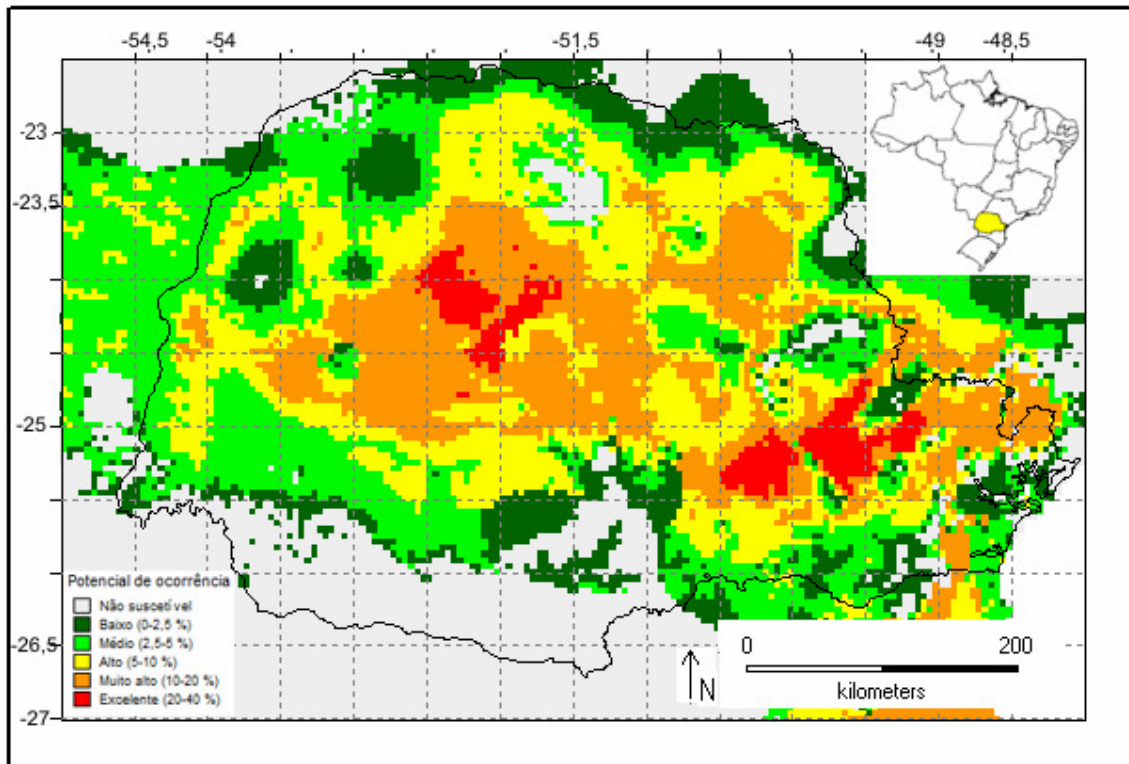 -54,5 -54 -51,5 -49 -48,5
-23
-23,5
-25
-26,5
-27
Potencial de ocorrência
Não suscetível
Baixo (0-2,5 %)
Médio (2,5-5 %)
Alto (5-10 %)
Muito alto (10-20 %)
Excelente (20-40 %)
N
0 200
kilometers